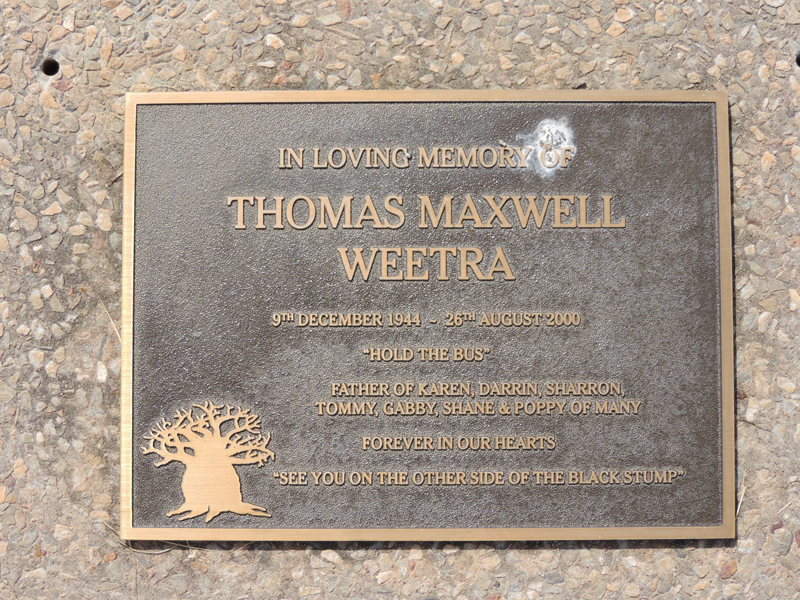 IN LOVING MEMORY OF
THOMAS MAXWELL
WEETRA
9TH DECEMBER 1944 ~ 26TH AUGUST 2000
"HOLD THE BUS"
FATHER OF KAREN, DARRIN, SHARRON,
TOMMY, GABBY, SHANE & POPPY OF MANY
FOREVER IN OUR HEARTS
"SEE YOU ON THE OTHER SIDE OF THE BLACK STUMP"